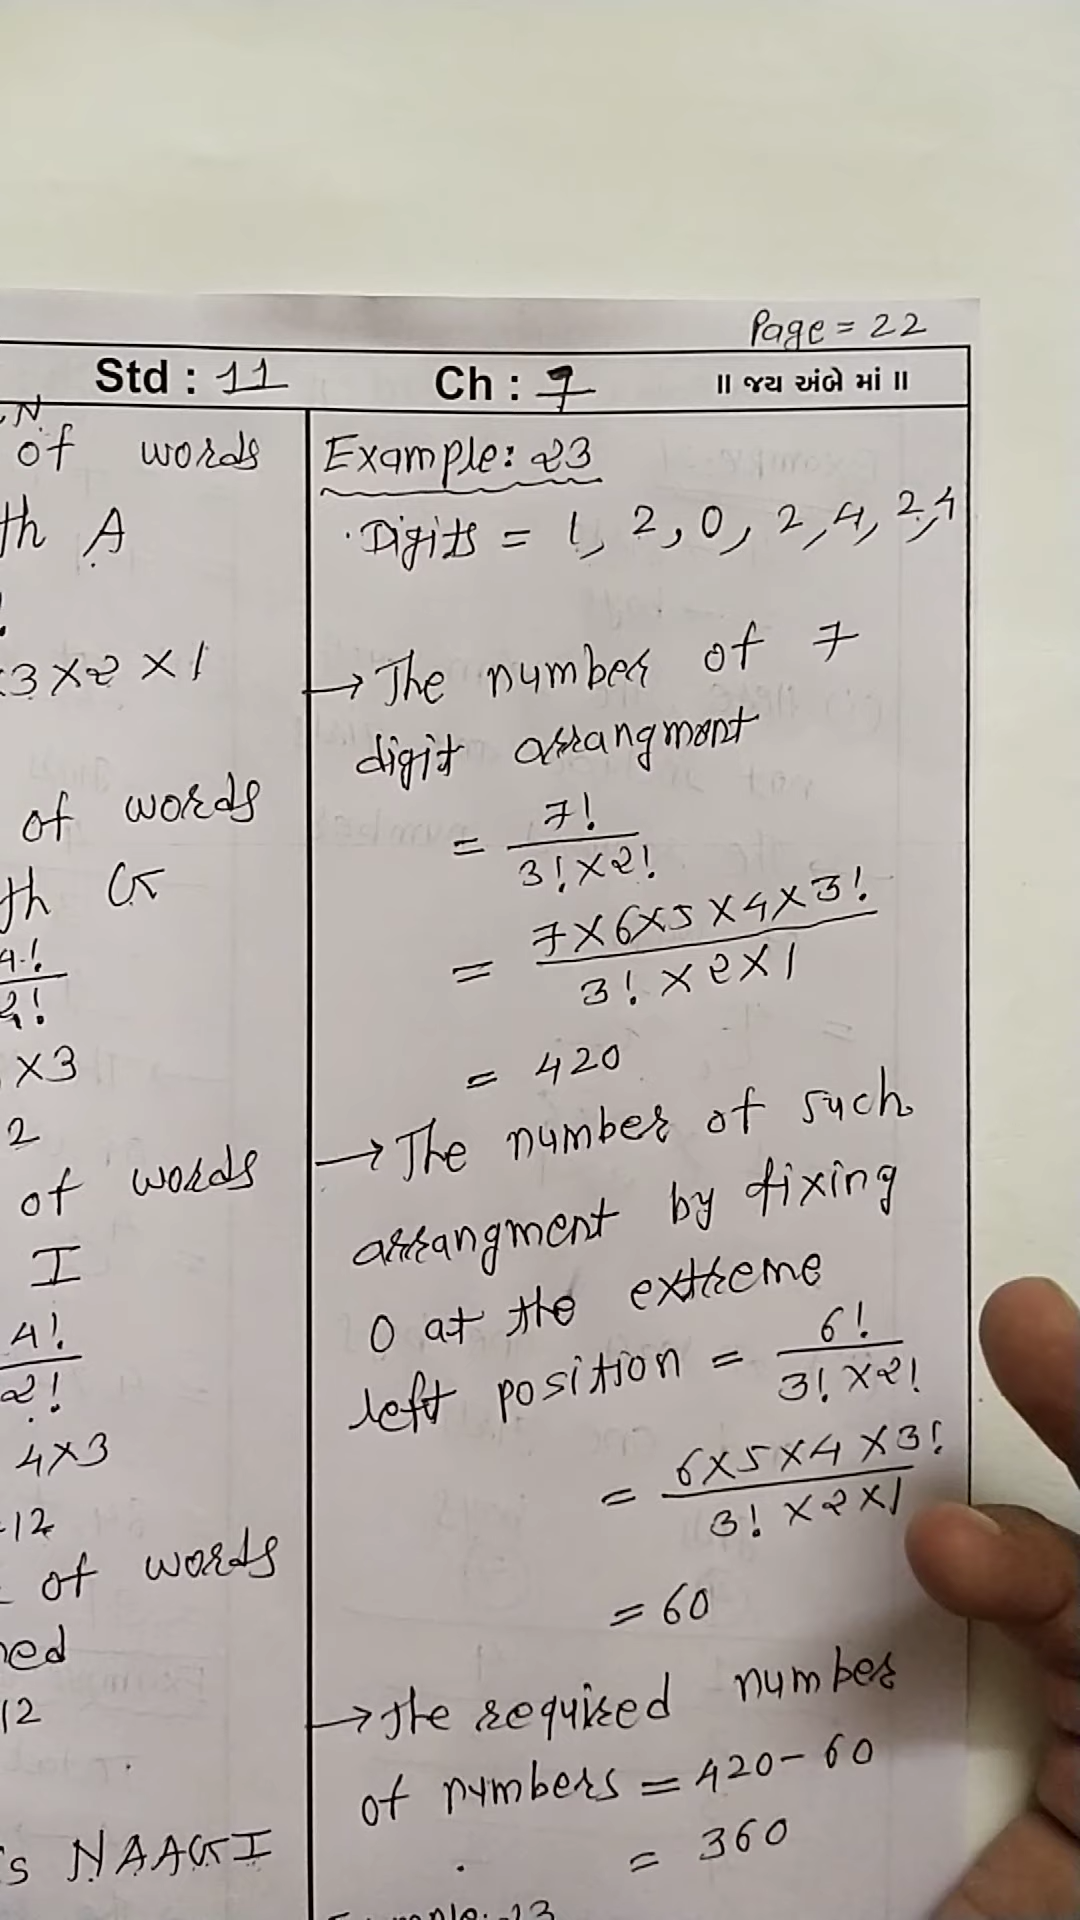 Page = 22
Std : 11 Ch : 7 ॥ જય અંબે માં ॥
N
of words
th A
3 × 2 × 1
of words
th G
4!
2!
× 3
2
of words
I
4!
2!
4×3
12
of words
ed
12
s NAAGI
Example: 23
Digits = 1, 2, 0, 2, 4, 2, 4
→ The number of 7
digit arrangment
= 7! / 3! × 2!
= 7 × 6 × 5 × 4 × 3! / 3! × 2 × 1
= 420
→ The number of such
arrangment by fixing
0 at the extreme
left position = 6! / 3! × 2!
= 6 × 5 × 4 × 3! / 3! × 2 × 1
= 60
→ The required number
of numbers = 420 - 60
= 360